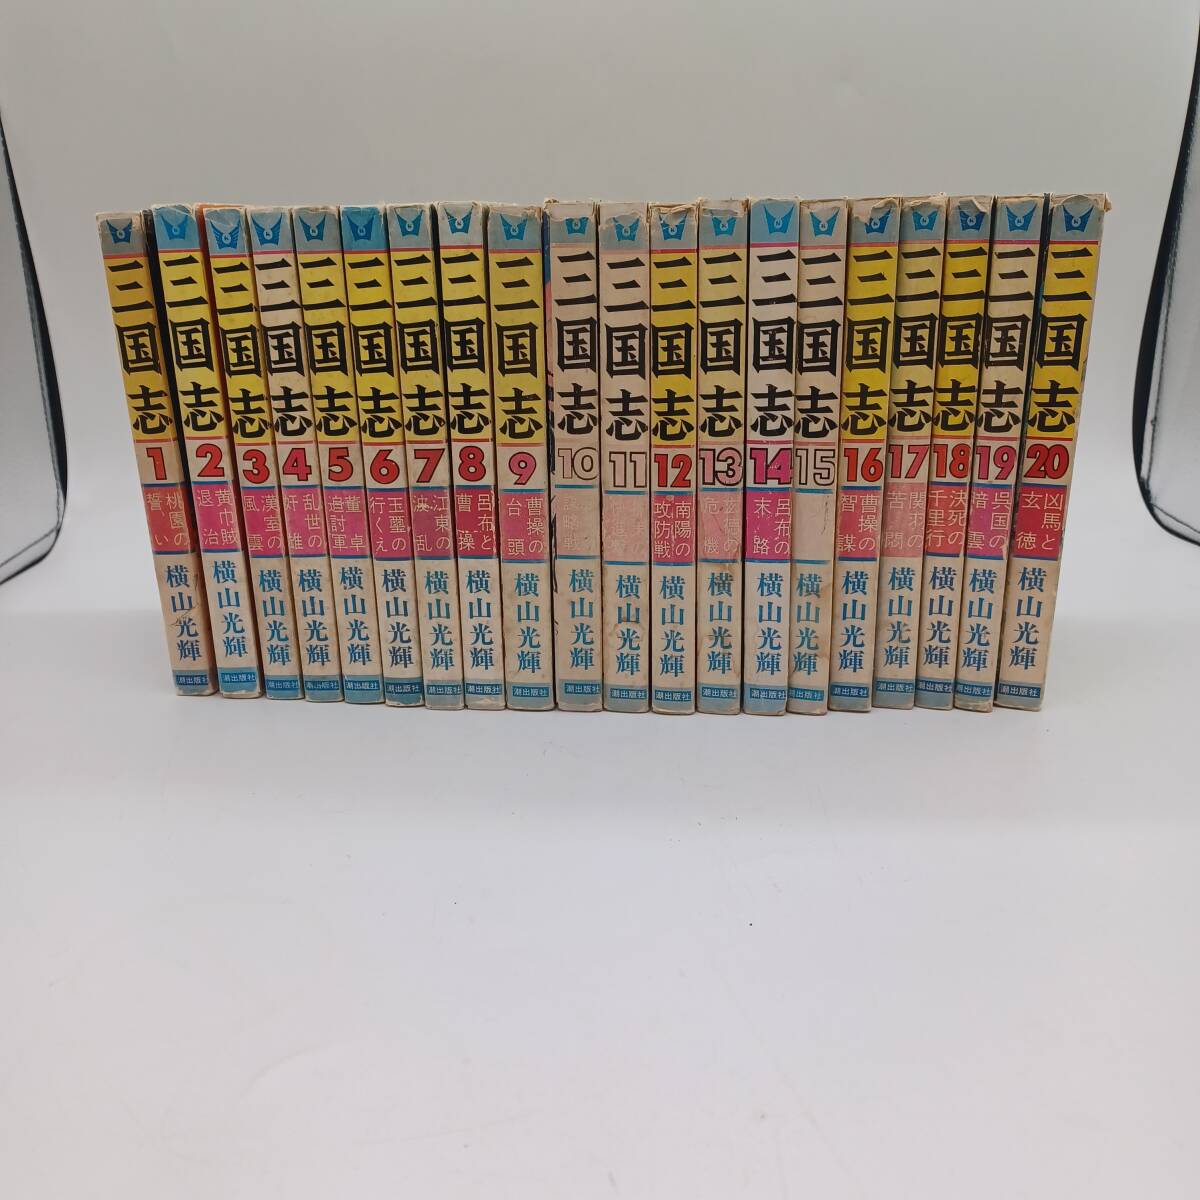 三国志 1 桃園の誓い 横山光輝 潮出版社
三国志 2 黄巾賊退治 横山光輝 潮出版社
三国志 3 漢室の風雲 横山光輝 潮出版社
三国志 4 乱世の奸雄 横山光輝 潮出版社
三国志 5 董卓追討軍 横山光輝 潮出版社
三国志 6 玉璽の行くえ 横山光輝 潮出版社
三国志 7 江東の波乱 横山光輝 潮出版社
三国志 8 呂布と曹操 横山光輝 潮出版社
三国志 9 曹操の台頭 横山光輝 潮出版社
三国志 10 横山光輝 潮出版社
三国志 11 横山光輝 潮出版社
三国志 12 南陽の攻防戦 横山光輝 潮出版社
三国志 13 玄徳の危機 横山光輝 潮出版社
三国志 14 呂布の末路 横山光輝 潮出版社
三国志 15 横山光輝 潮出版社
三国志 16 曹操の智謀 横山光輝 潮出版社
三国志 17 関羽の苦悶 横山光輝 潮出版社
三国志 18 決死の千里行 横山光輝 潮出版社
三国志 19 呉国の暗雲 横山光輝 潮出版社
三国志 20 凶馬と玄徳 横山光輝 潮出版社